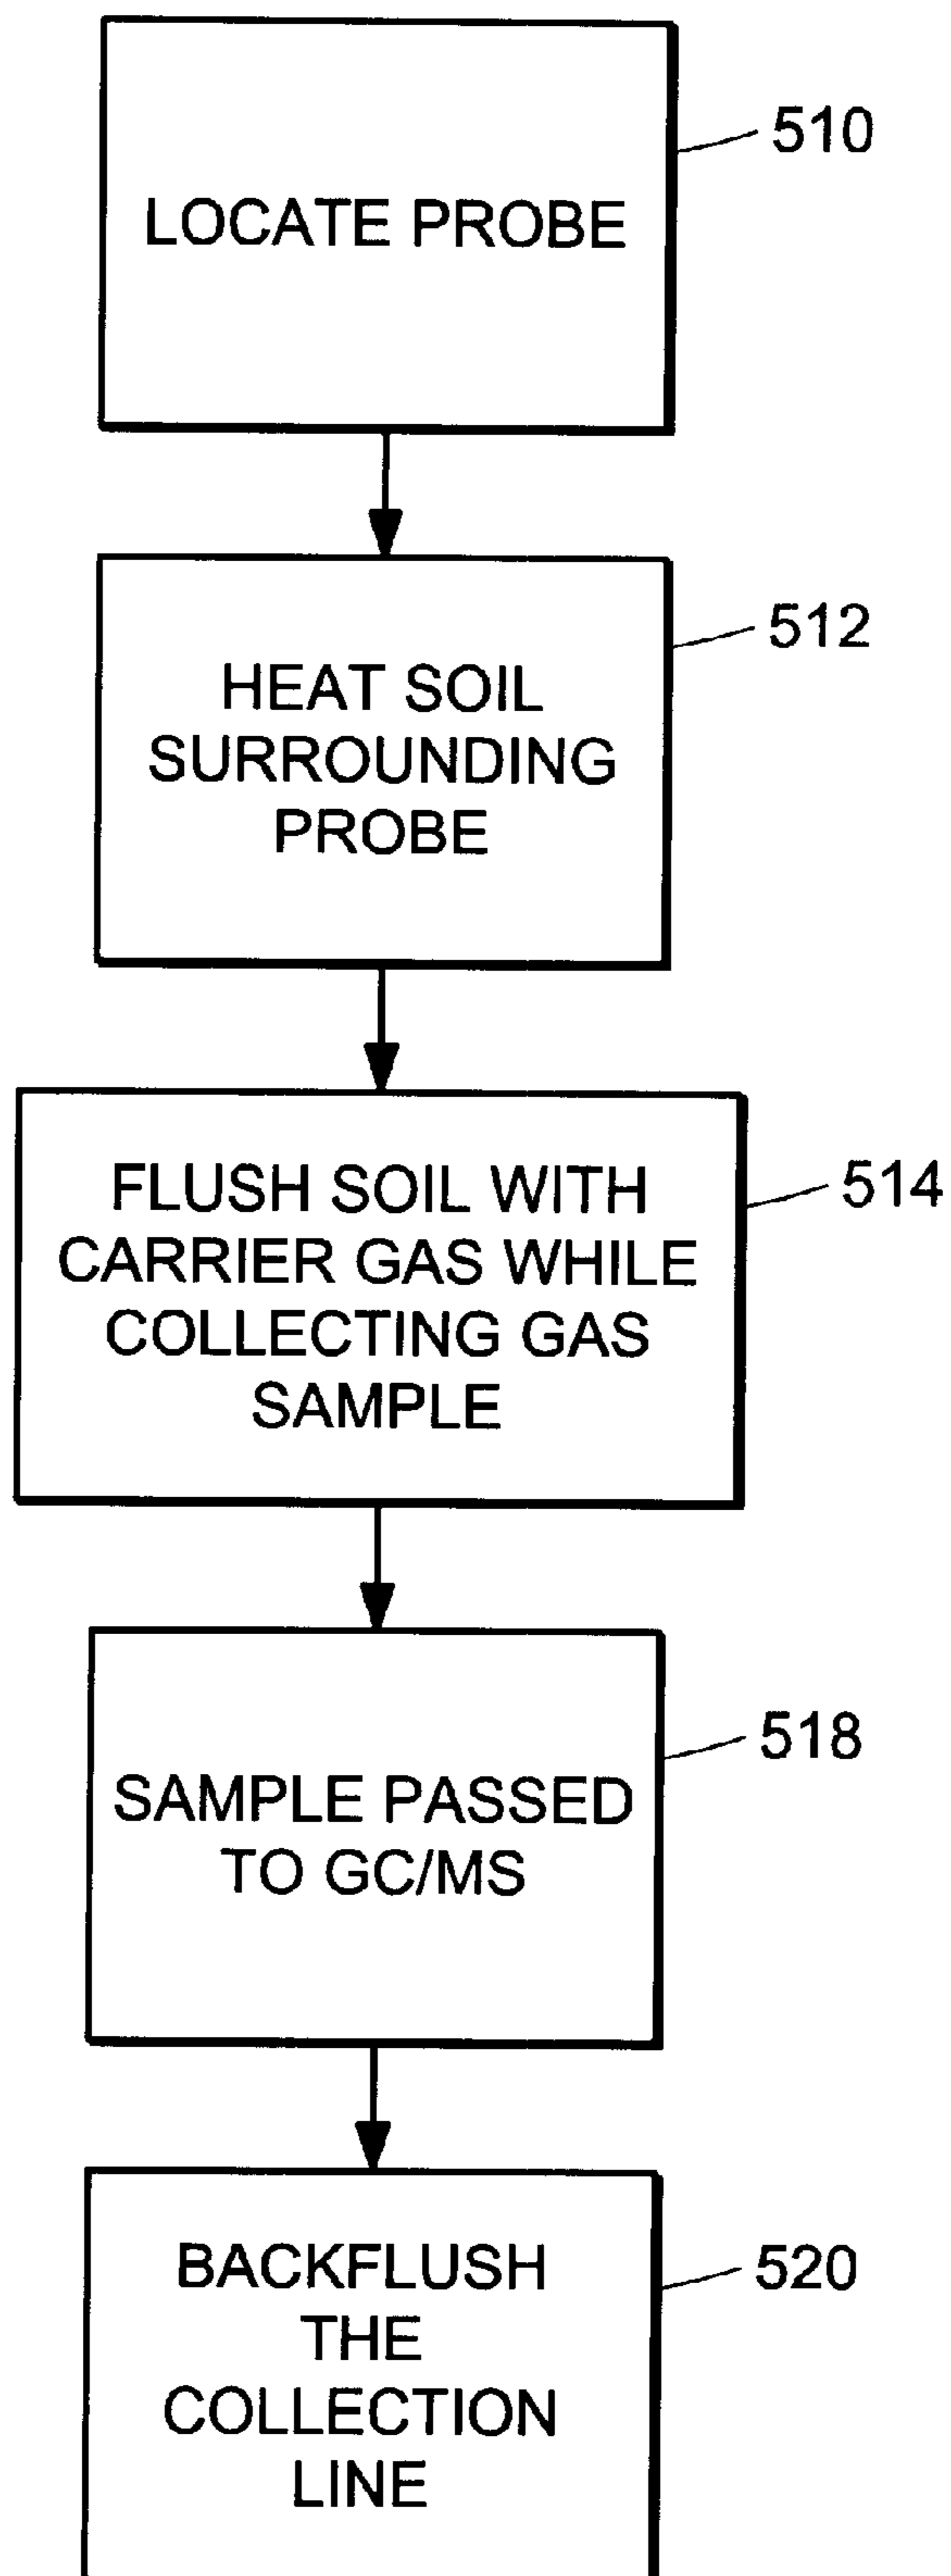 LOCATE PROBE
510
HEAT SOIL
SURROUNDING
PROBE
512
FLUSH SOIL WITH
CARRIER GAS WHILE
COLLECTING GAS
SAMPLE
514
SAMPLE PASSED
TO GC/MS
518
BACKFLUSH
THE
COLLECTION
LINE
520